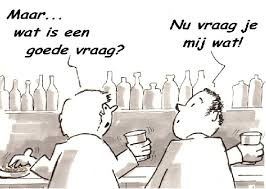 Maar...
wat is een
goede vraag?
Nu vraag je
mij wat!